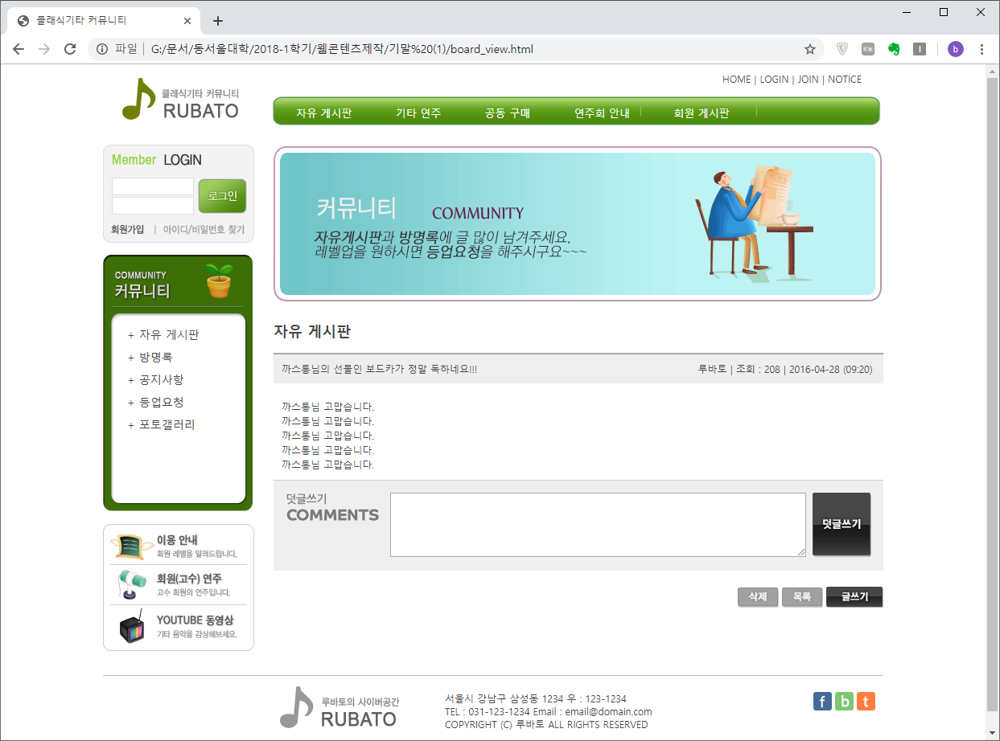 클래식기타 커뮤니티
파일 | G:/문서/동서울대학/2018-1학기/웹콘텐츠제작/기말%20(1)/board_view.html
b
클래식기타 커뮤니티
RUBATO
HOME | LOGIN | JOIN | NOTICE
자유 게시판 기타 연주 공동 구매 연주회 안내 회원 게시판
Member LOGIN
로그인
회원가입 | 아이디/비밀번호 찾기
COMMUNITY
커뮤니티
+ 자유 게시판
+ 방명록
+ 공지사항
+ 등업요청
+ 포토갤러리
이용 안내
회원 레벨을 알려드립니다.
회원(고수) 연주
고수 회원의 연주입니다.
YOUTUBE 동영상
기타 음악을 감상해보세요.
커뮤니티 COMMUNITY
자유게시판과 방명록에 글 많이 남겨주세요.
레벨업을 원하시면 등업요청을 해주시구요~~~
NEWS
자유 게시판
까스통님의 선물인 보드카가 정말 독하네요!!!
루바토 | 조회 : 208 | 2016-04-28 (09:20)
까스통님 고맙습니다.
까스통님 고맙습니다.
까스통님 고맙습니다.
까스통님 고맙습니다.
까스통님 고맙습니다.
덧글쓰기
COMMENTS
덧글쓰기
삭제 목록 글쓰기
루바토의 사이버공간
RUBATO
서울시 강남구 삼성동 1234 우 : 123-1234
TEL : 031-123-1234 Email : email@domain.com
COPYRIGHT (C) 루바토 ALL RIGHTS RESERVED
f b t